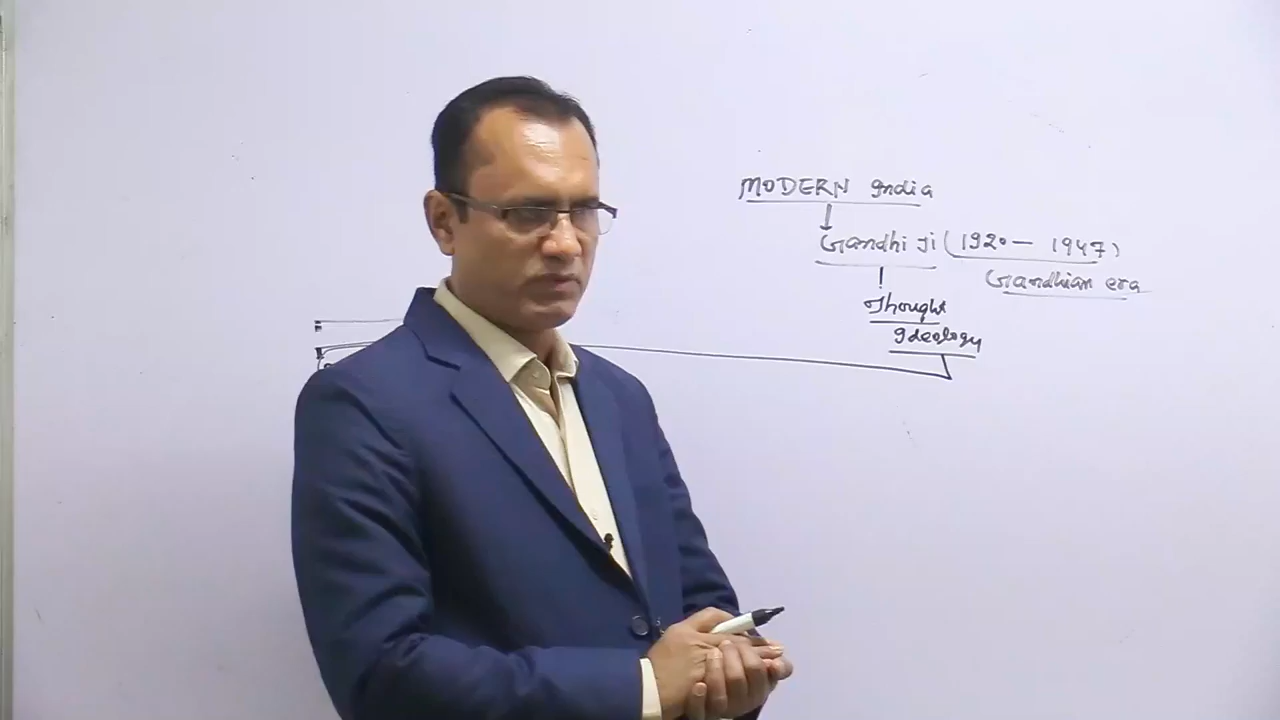 MODERN India
Gandhi Ji (1920 - 1947)
Gandhian era
Thought
Ideology